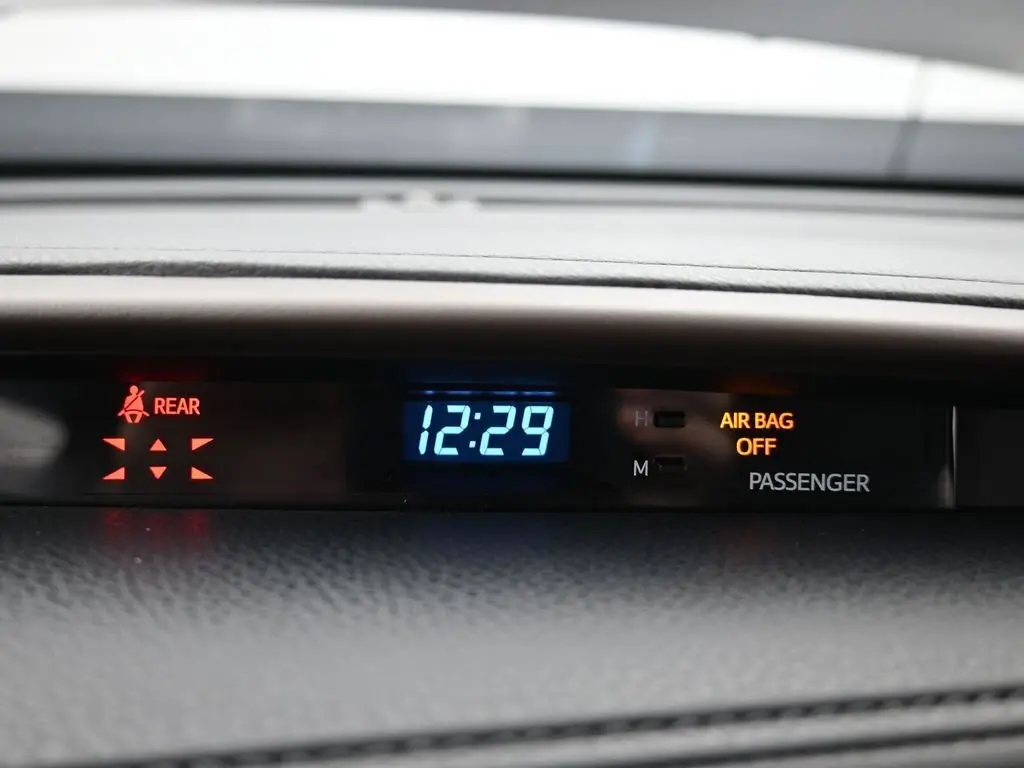 REAR
12:29
H
M
AIR BAG
OFF
PASSENGER